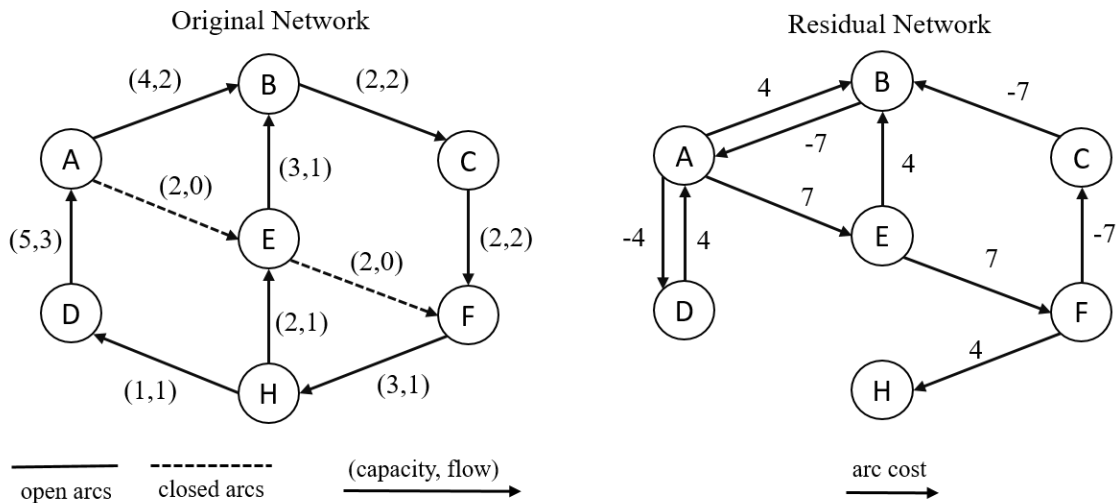 Original Network
Residual Network
(4,2)
B
(2,2)
A
C
(2,0)
(3,1)
(5,3)
E
(2,0)
(2,2)
D
F
(2,1)
(1,1)
H
(3,1)
4
B
-7
A
-7
C
7
4
-4
4
E
7
-7
D
F
4
H
open arcs
closed arcs
(capacity, flow)
arc cost